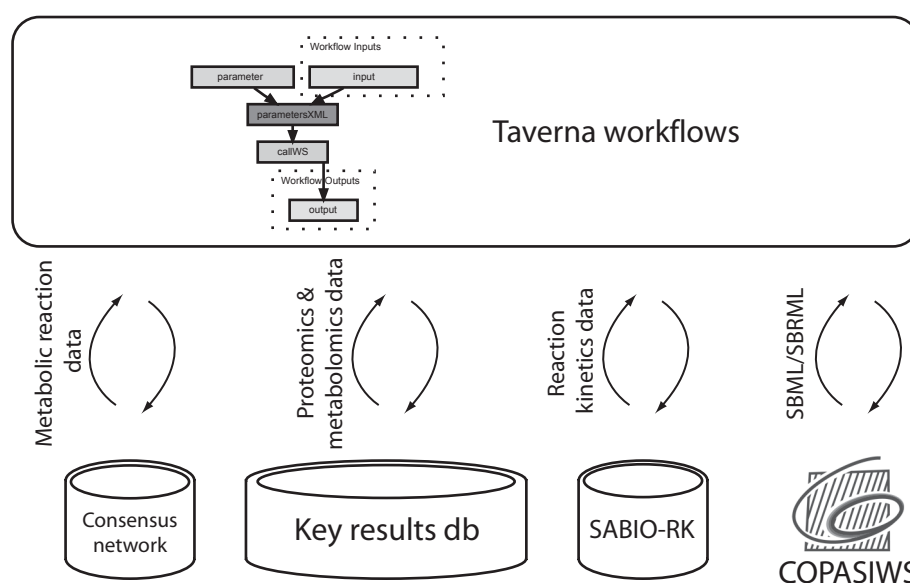 Workflow Inputs
parameter
input
parametersXML
callWS
Workflow Outputs
output
Taverna workflows
Metabolic reaction
data
Proteomics &
metabolomics data
Reaction
kinetics data
SBML/SBRML
Consensus
network
Key results db
SABIO-RK
COPASIWS